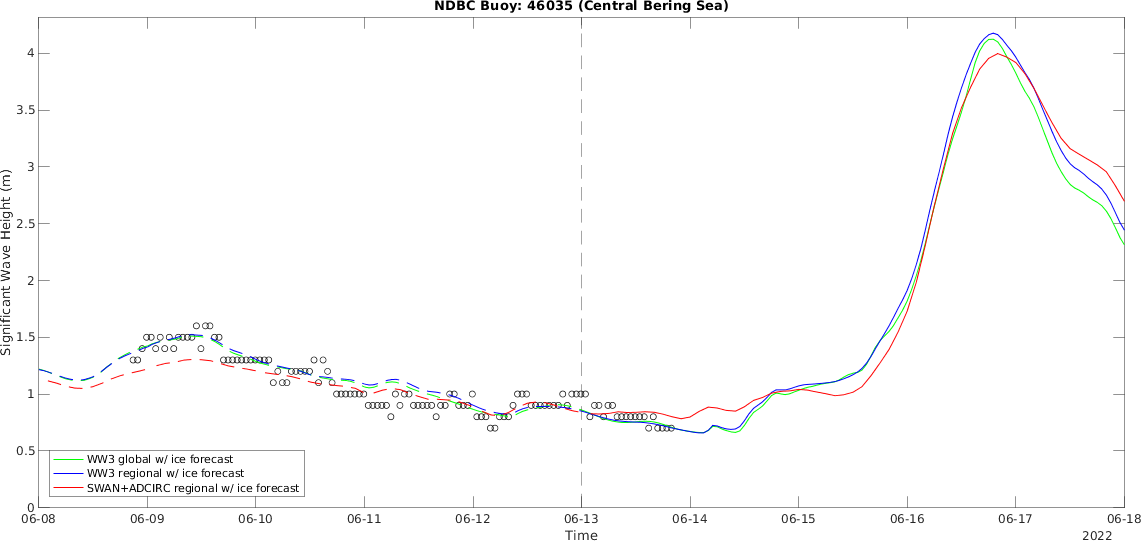 NDBC Buoy: 46035 (Central Bering Sea)
Significant Wave Height (m)
4
3.5
3
2.5
2
1.5
1
0.5
0
WW3 global w/ ice forecast
WW3 regional w/ ice forecast
SWAN+ADCIRC regional w/ ice forecast
06-08 06-09 06-10 06-11 06-12 06-13 06-14 06-15 06-16 06-17 06-18
Time
2022